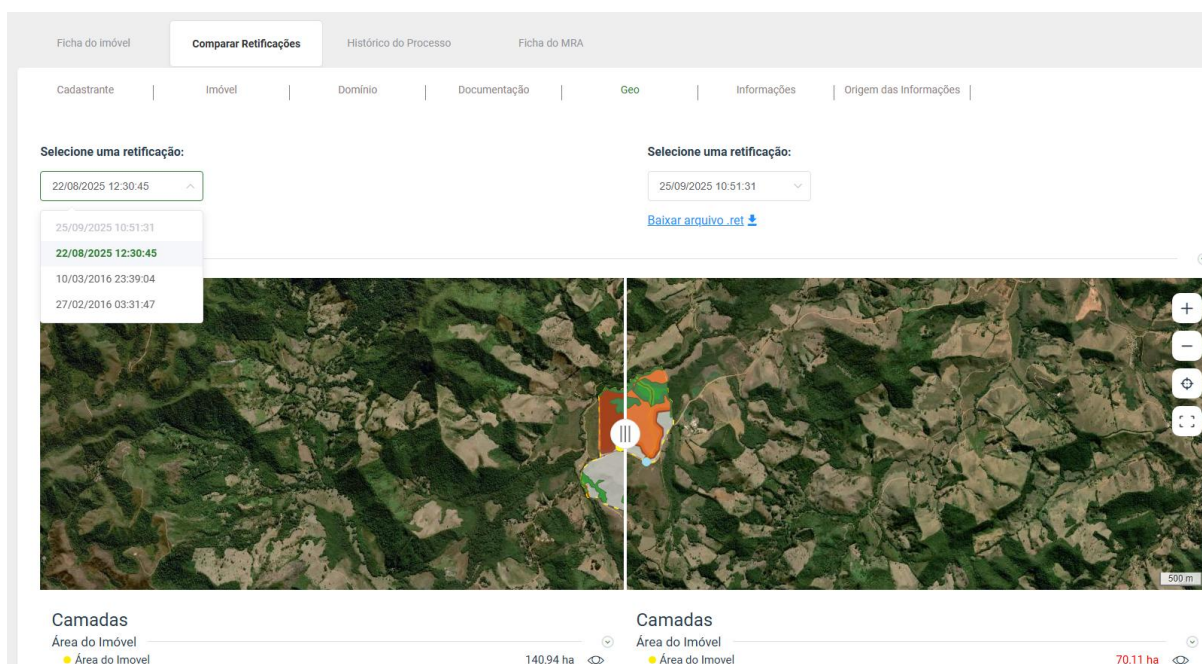 Ficha do imóvel Comparar Retificações Histórico do Processo Ficha do MRA
Cadastrante | Imóvel | Domínio | Documentação | Geo | Informações | Origem das Informações |
Selecione uma retificação: Selecione uma retificação:
22/08/2025 12:30:45 25/09/2025 10:51:31
25/09/2025 10:51:31 Baixar arquivo .ret
22/08/2025 12:30:45
10/03/2016 23:39:04
27/02/2016 03:31:47
500 m
Camadas Camadas
Área do Imóvel Área do Imóvel
Área do Imovel 140.94 ha Área do Imovel 70.11 ha